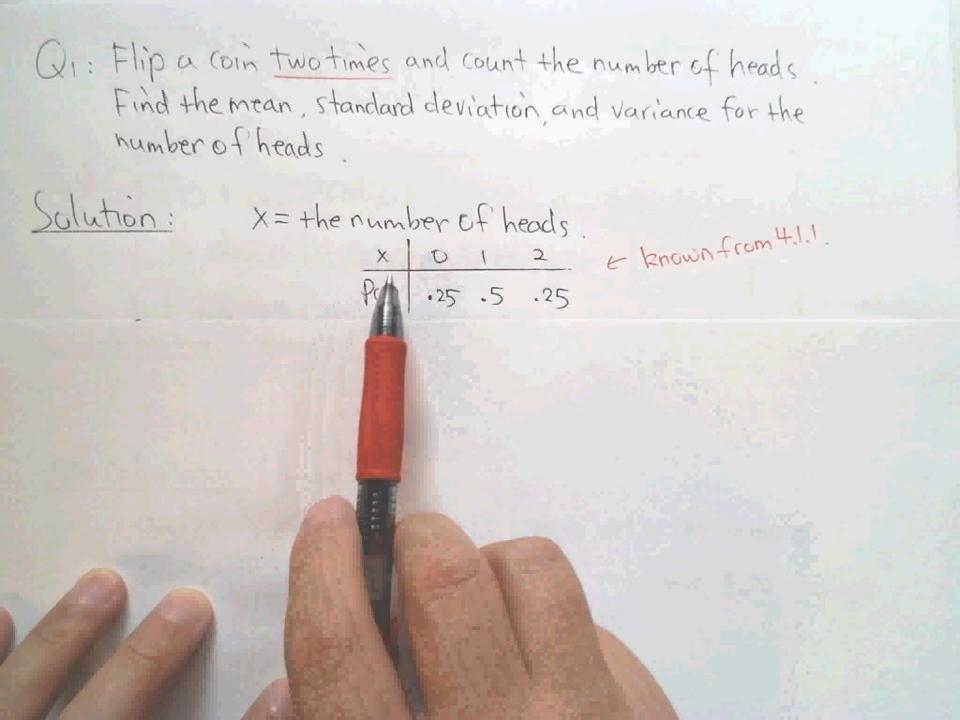 Q1: Flip a coin two times and count the number of heads.
Find the mean, standard deviation, and variance for the
number of heads.
Solution: x = the number of heads.
x 0 1 2 ← known from 4.1.1.
.25 .5 .25